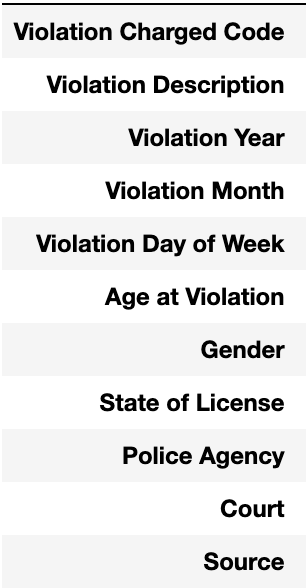 Violation Charged Code
Violation Description
Violation Year
Violation Month
Violation Day of Week
Age at Violation
Gender
State of License
Police Agency
Court
Source